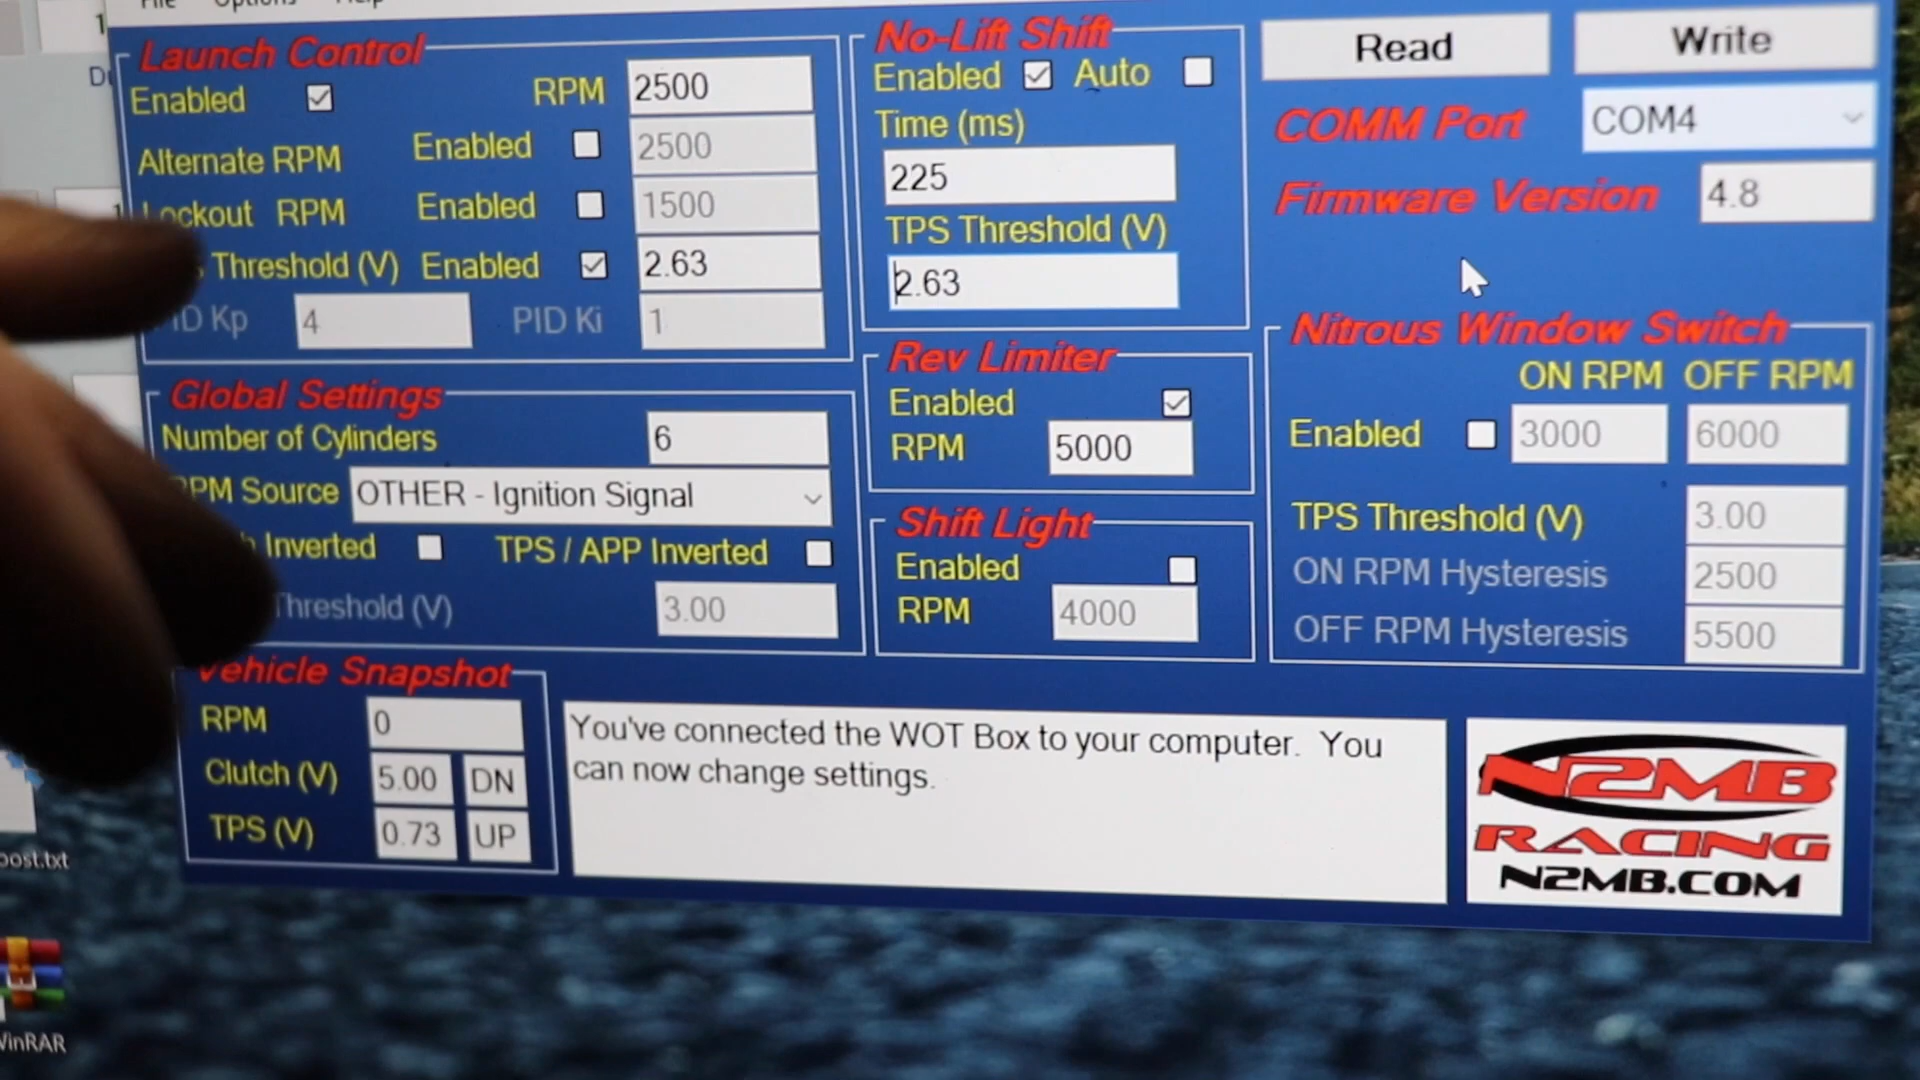 File Options Help
Launch Control
Enabled RPM 2500
Alternate RPM Enabled 2500
Lockout RPM Enabled 1500
Threshold (V) Enabled 2.63
PID Kp 4 PID Ki 1
Global Settings
Number of Cylinders 6
RPM Source OTHER - Ignition Signal
Inverted TPS / APP Inverted
Threshold (V) 3.00
Vehicle Snapshot
RPM 0
Clutch (V) 5.00 DN
TPS (V) 0.73 UP
No-Lift Shift
Enabled Auto
Time (ms)
225
TPS Threshold (V)
2.63
Rev Limiter
Enabled
RPM 5000
Shift Light
Enabled
RPM 4000
Read Write
COMM Port COM4
Firmware Version 4.8
Nitrous Window Switch
ON RPM OFF RPM
Enabled 3000 6000
TPS Threshold (V) 3.00
ON RPM Hysteresis 2500
OFF RPM Hysteresis 5500
You've connected the WOT Box to your computer. You
can now change settings.
N2MB
RACING
N2MB.COM
oost.txt
WinRAR